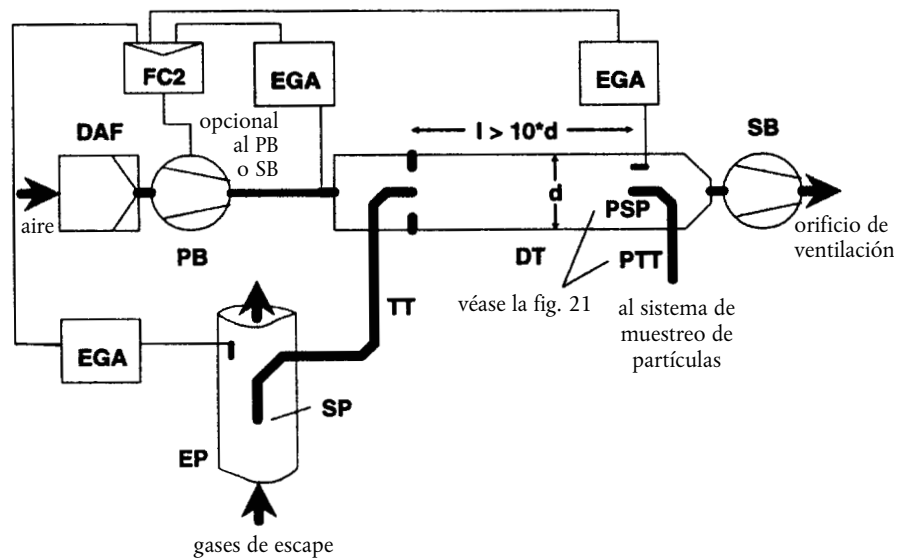 FC2
EGA
EGA
DAF
opcional
al PB
o SB
l > 10*d
SB
aire
d
PSP
PB
DT
PTT
orificio de
ventilación
véase la fig. 21
TT
al sistema de
muestreo de
partículas
EGA
SP
EP
gases de escape